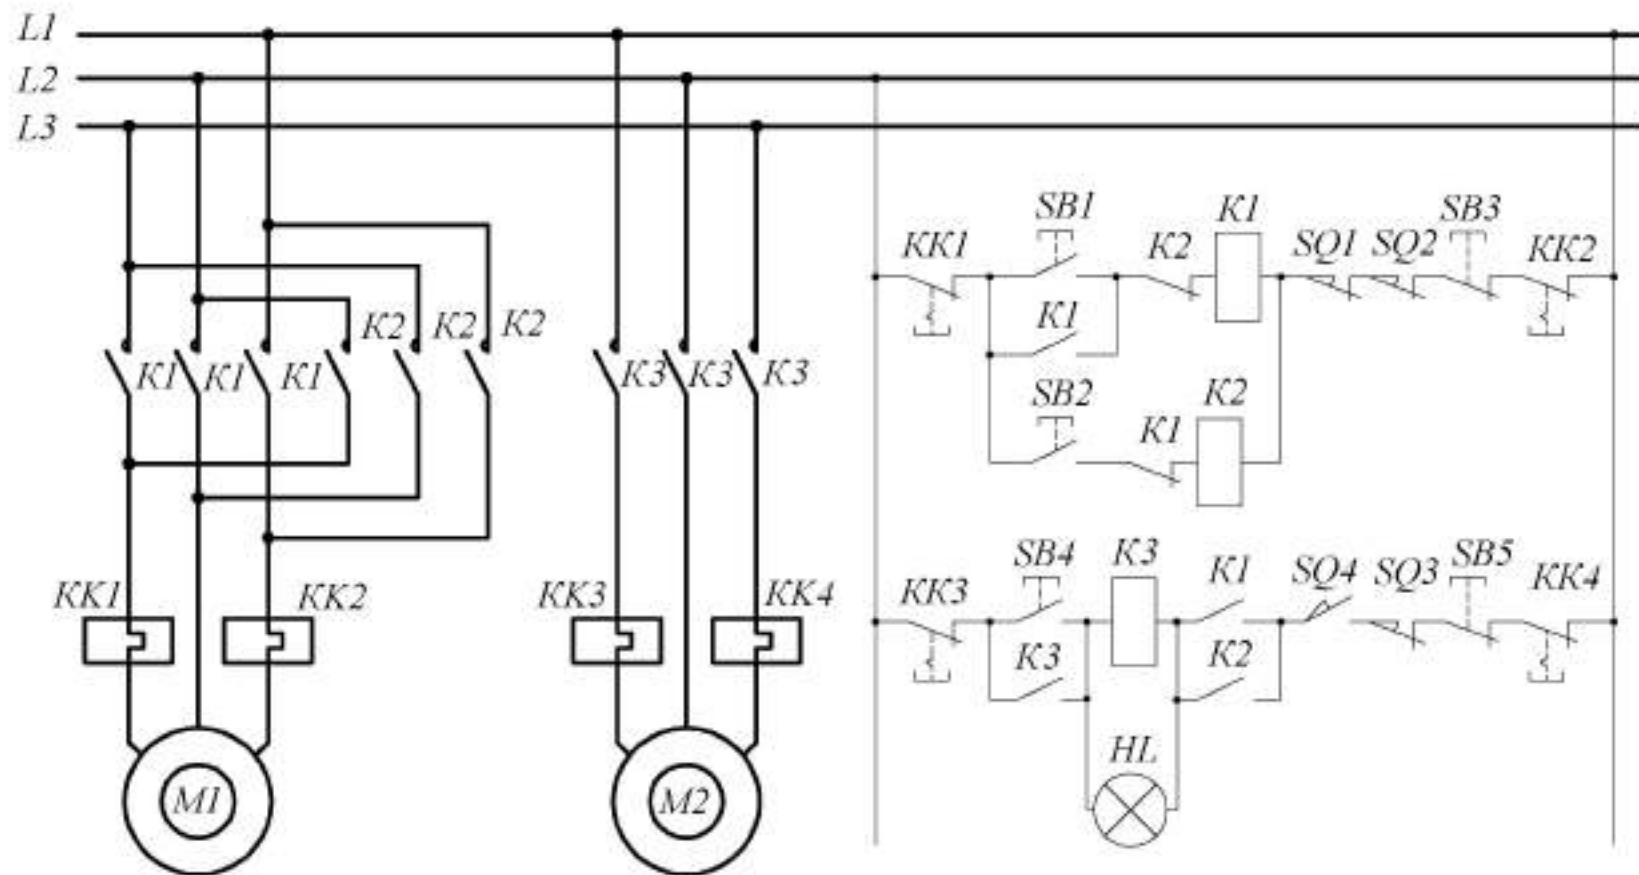 L1
L2
L3
SB1 K1 SB3
KK1 K2 SQ1 SQ2 KK2
K1
K2 K2 K2
K1 K1 K1 K3 K3 K3
SB2 K1 K2
SB4 K3 K1 SQ4 SQ3 SB5
KK1 KK2 KK3 KK4 KK3 KK4
K3 K2
HL
M1 M2